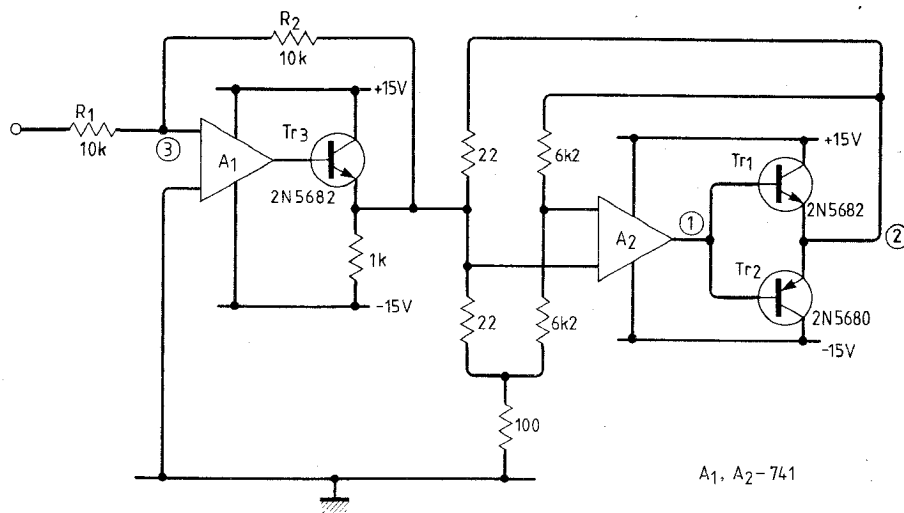 R2
10k
+15V
R1
10k
3
A1
Tr3
2N5682
1k
-15V
22
6k2
22
6k2
100
A2
1
+15V
Tr1
2N5682
2
Tr2
2N5680
-15V
A1, A2-741